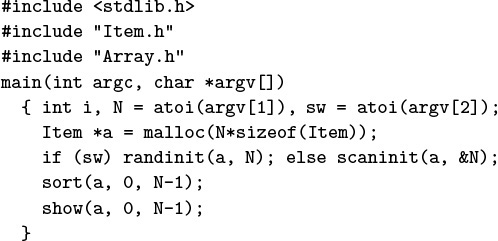 #include <stdlib.h>
#include "Item.h"
#include "Array.h"
main(int argc, char *argv[])
  { int i, N = atoi(argv[1]), sw = atoi(argv[2]);
    Item *a = malloc(N*sizeof(Item));
    if (sw) randinit(a, N); else scaninit(a, &N);
    sort(a, 0, N-1);
    show(a, 0, N-1);
  }